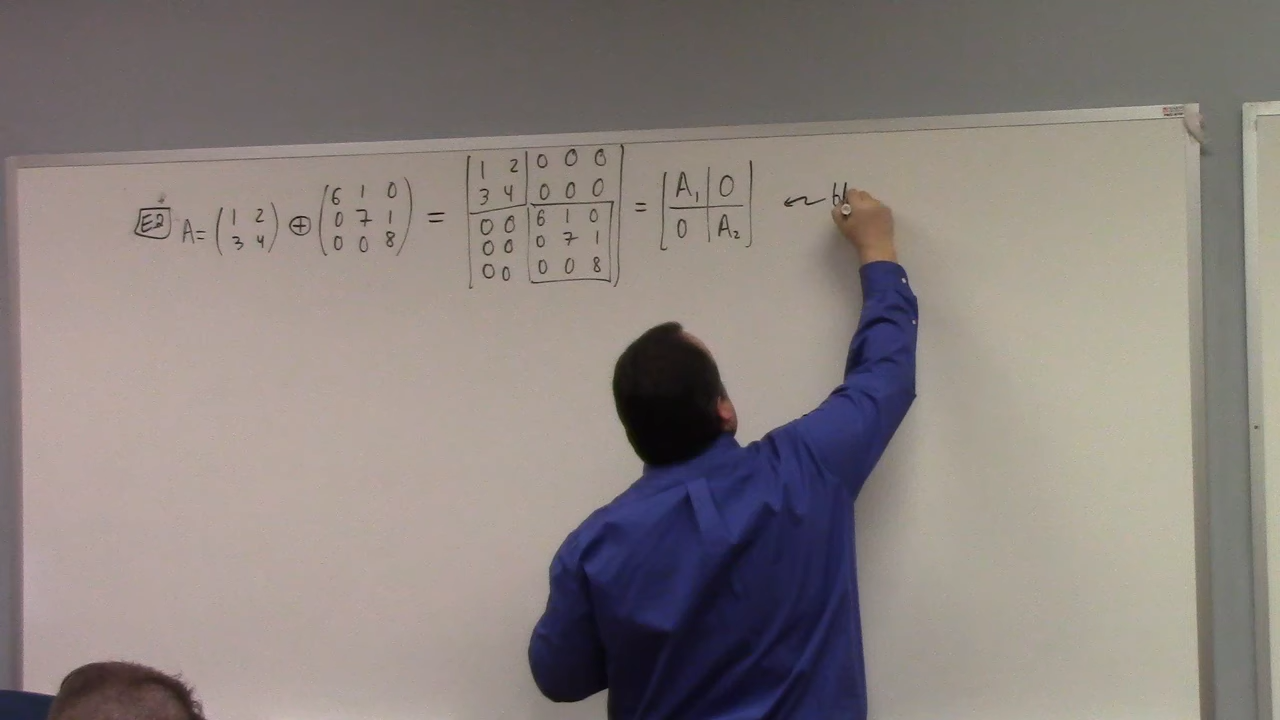 E2 A = (1 2; 3 4) ⊕ (6 1 0; 0 7 1; 0 0 8) = [1 2 | 0 0 0; 3 4 | 0 0 0; 0 0 | 6 1 0; 0 0 | 0 7 1; 0 0 | 0 0 8] = [A₁ | 0; 0 | A₂] ← bl